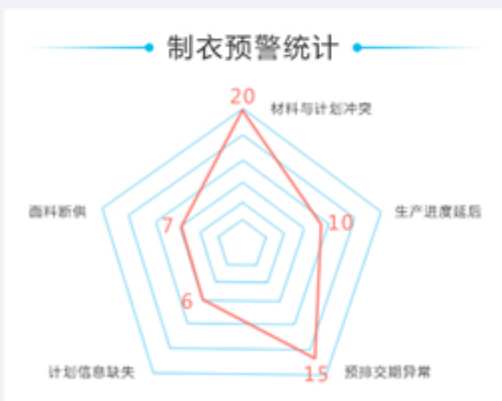 制衣预警统计
20
材料与计划冲突
面料断供
7
10
生产进度延后
6
计划信息缺失
15
预排交期异常